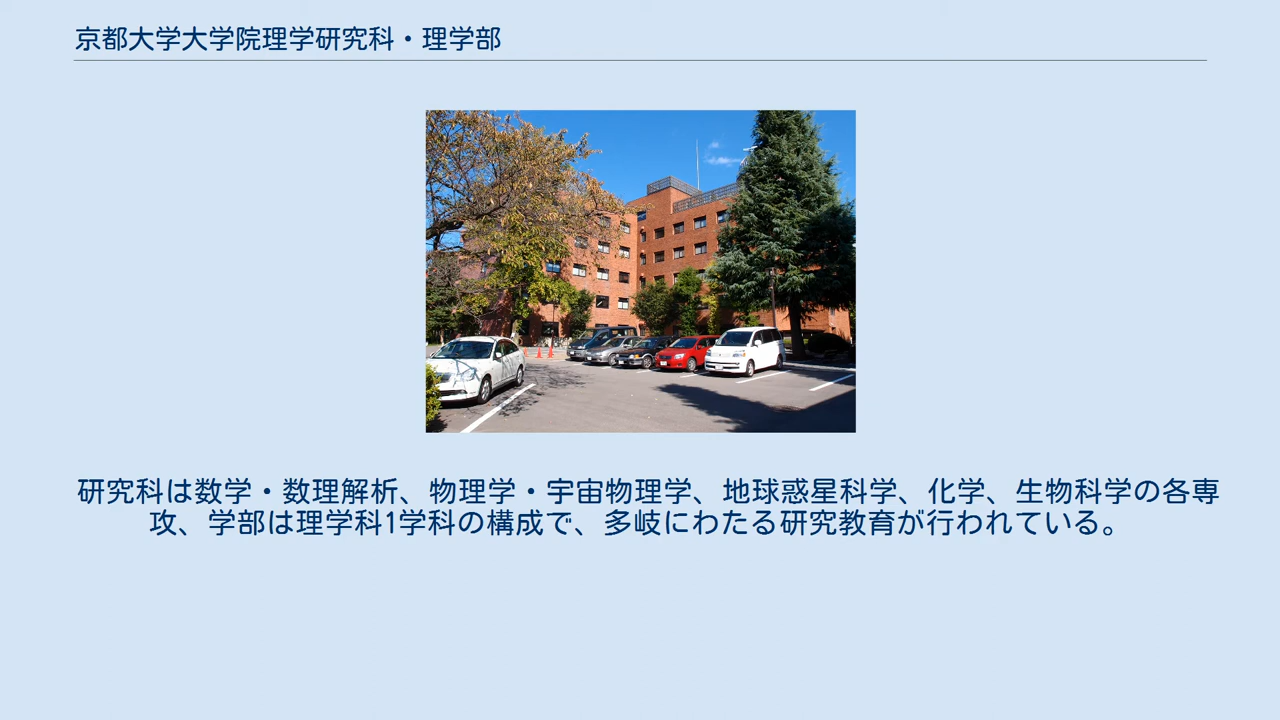 京都大学大学院理学研究科・理学部
研究科は数学・数理解析、物理学・宇宙物理学、地球惑星科学、化学、生物科学の各専
攻、学部は理学科1学科の構成で、多岐にわたる研究教育が行われている。